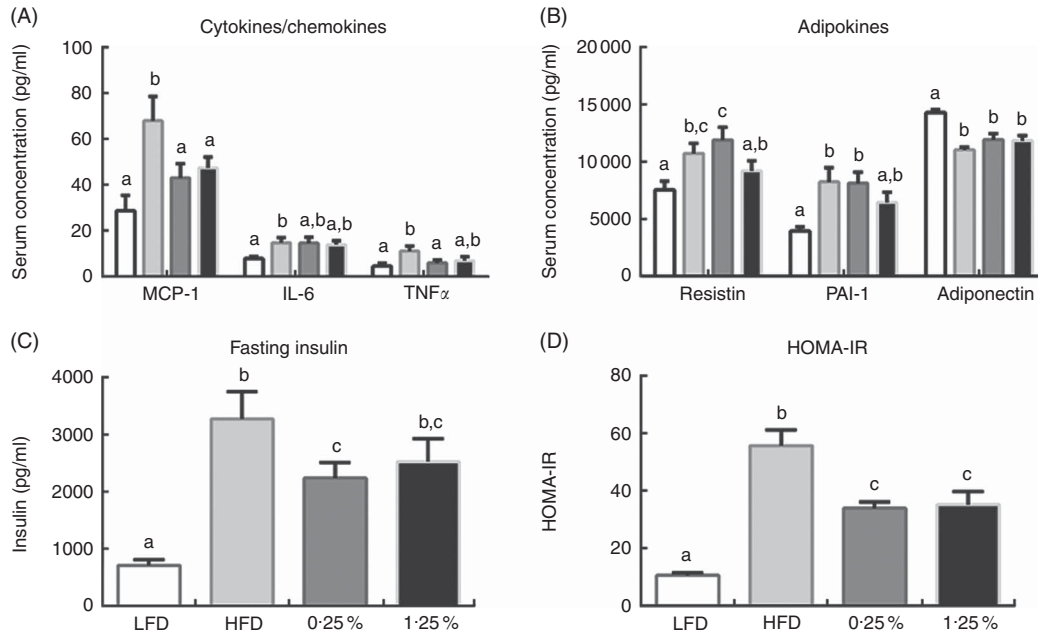 (A)
Cytokines/chemokines
Serum concentration (pg/ml)
100
80
60
40
20
0
a
b
a
a
a
b
a,b
a,b
a
b
a
a,b
MCP-1 IL-6 TNFα
(B)
Adipokines
Serum concentration (pg/ml)
20 000
15 000
10 000
5000
0
a
b,c
c
a,b
a
b
b
a,b
a
b
b
b
Resistin PAI-1 Adiponectin
(C)
Fasting insulin
Insulin (pg/ml)
4000
3000
2000
1000
0
a
b
c
b,c
LFD HFD 0·25 % 1·25 %
(D)
HOMA-IR
HOMA-IR
80
60
40
20
0
a
b
c
c
LFD HFD 0·25 % 1·25 %